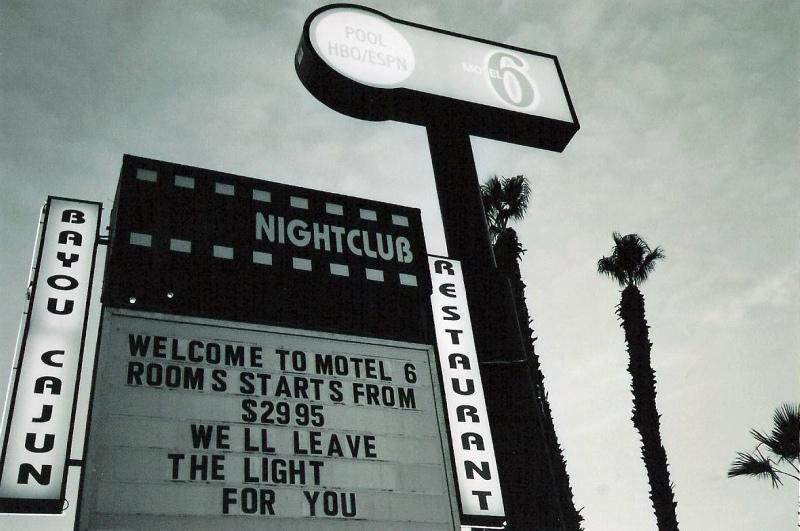 POOL
HBO/ESPN
MOTEL 6
NIGHTCLUB
BAYOU CAJUN
RESTAURANT
WELCOME TO MOTEL 6
ROOMS STARTS FROM
$2995
WE LL LEAVE
THE LIGHT
FOR YOU